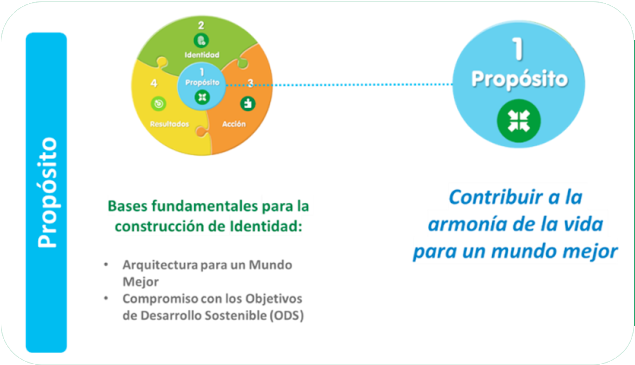 Propósito
2
Identidad
1
Propósito
3
Acción
4
Resultados
1
Propósito
Bases fundamentales para la
construcción de Identidad:
• Arquitectura para un Mundo
Mejor
• Compromiso con los Objetivos
de Desarrollo Sostenible (ODS)
Contribuir a la
armonía de la vida
para un mundo mejor